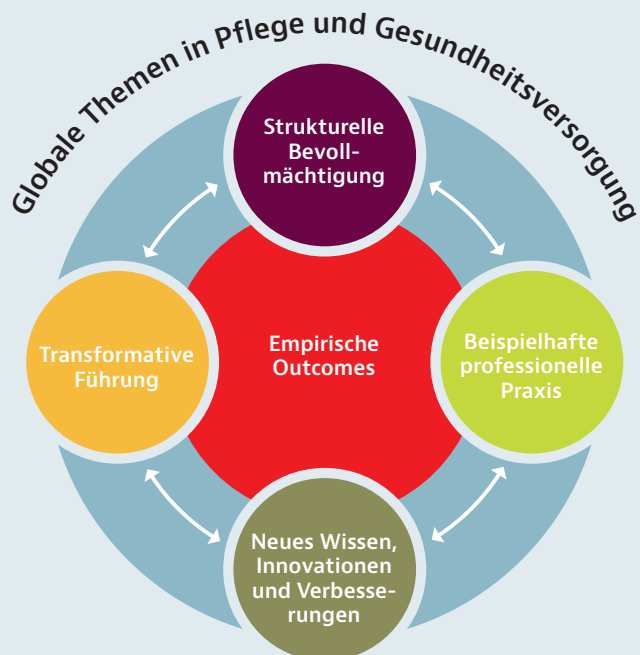 Globale Themen in Pflege und Gesundheitsversorgung
Strukturelle
Bevoll-
mächtigung
Transformative
Führung
Empirische
Outcomes
Beispielhafte
professionelle
Praxis
Neues Wissen,
Innovationen
und Verbesse-
rungen